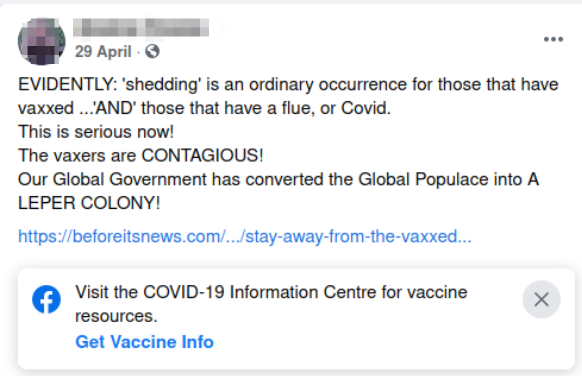 29 April ·
EVIDENTLY: 'shedding' is an ordinary occurrence for those that have
vaxxed ...'AND' those that have a flue, or Covid.
This is serious now!
The vaxers are CONTAGIOUS!
Our Global Government has converted the Global Populace into A
LEPER COLONY!
https://beforeitsnews.com/.../stay-away-from-the-vaxxed...
Visit the COVID-19 Information Centre for vaccine
resources.
Get Vaccine Info